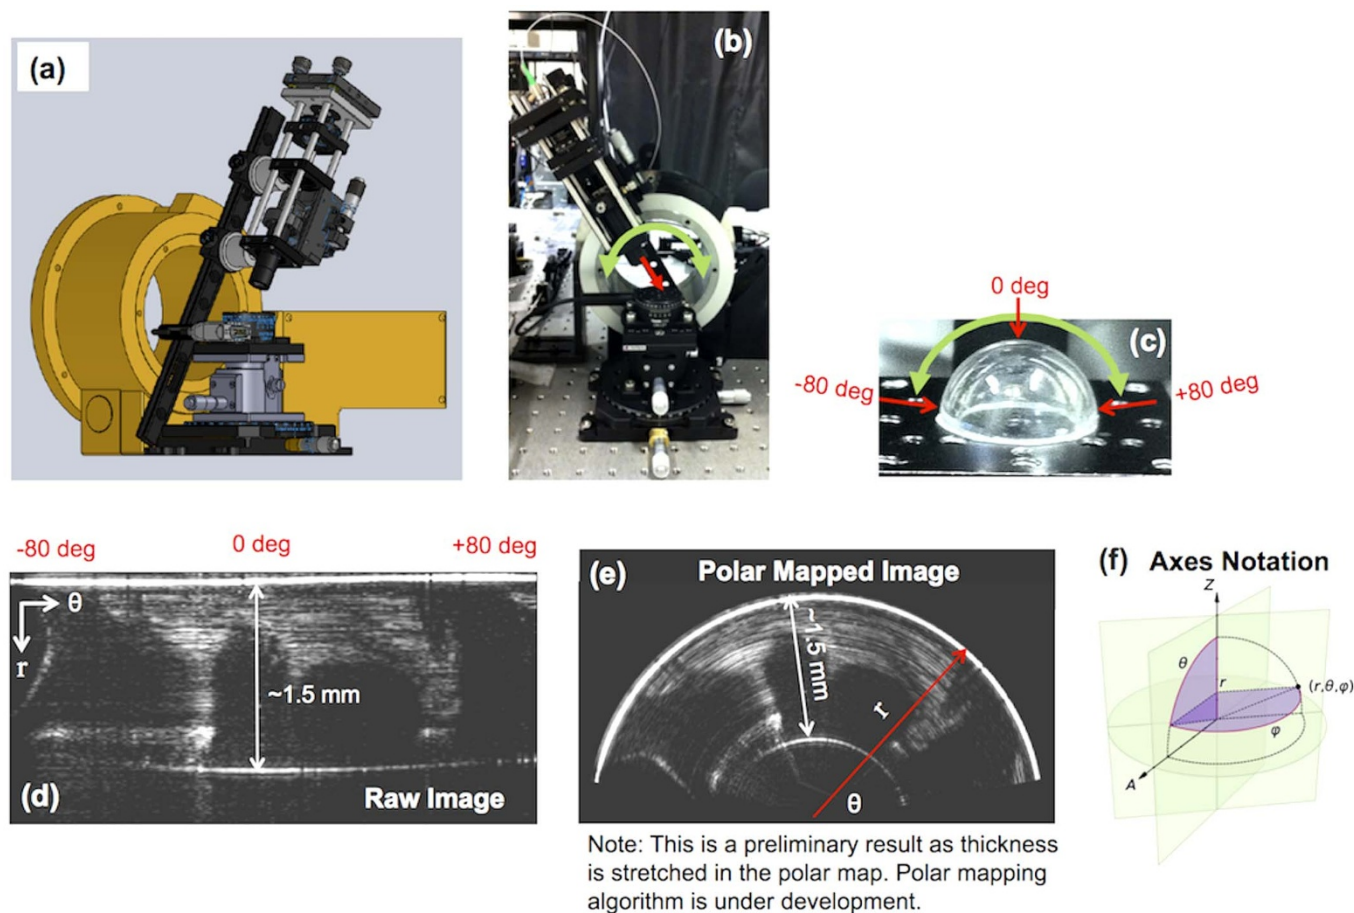 (a)
(b)
0 deg
(c)
-80 deg
+80 deg
-80 deg
0 deg
+80 deg
θ
r
~1.5 mm
(d)
Raw Image
(e)
Polar Mapped Image
~1.5 mm
r
θ
Note: This is a preliminary result as thickness
is stretched in the polar map. Polar mapping
algorithm is under development.
(f) Axes Notation
Z
θ
r
(r,θ,φ)
φ
A